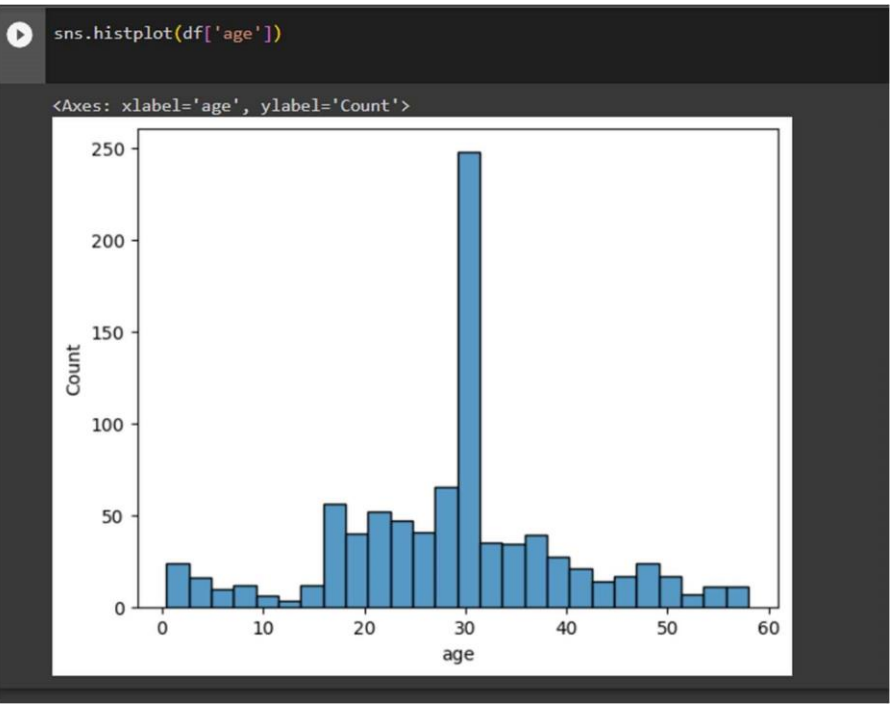 sns.histplot(df['age'])
<Axes: xlabel='age', ylabel='Count'>
250
200
150
100
50
0
Count
0 10 20 30 40 50 60
age